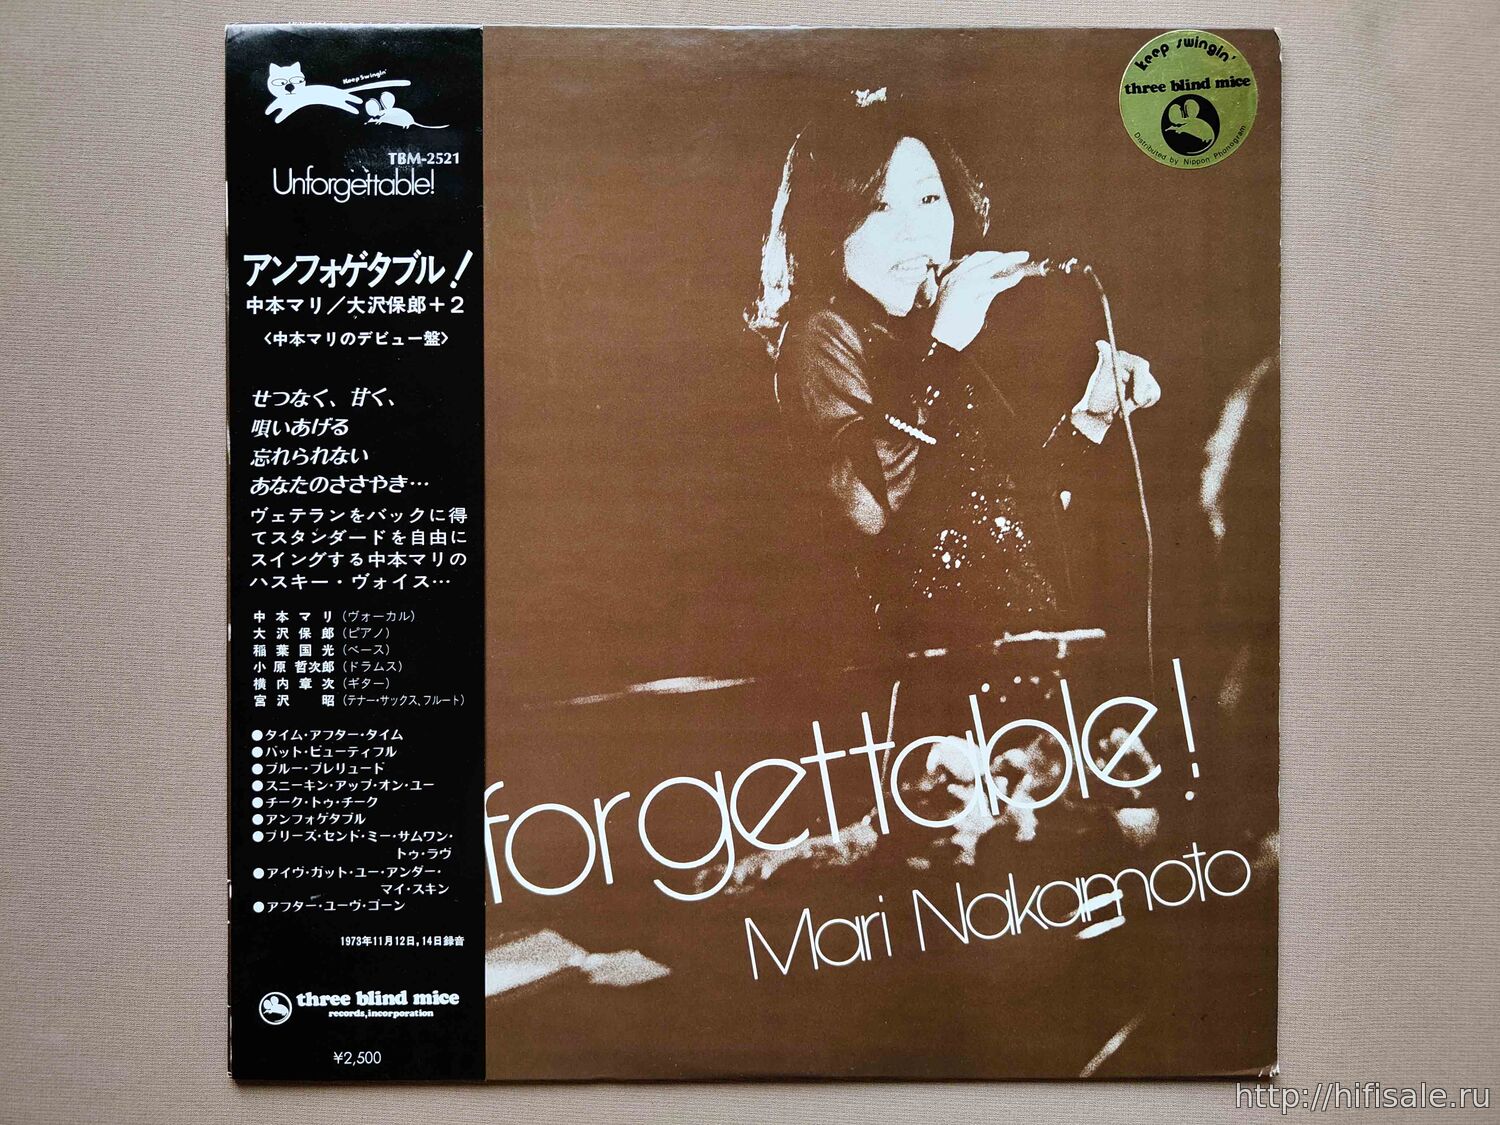 Keep Swingin'
TBM-2521
Unforgettable!
アンフォゲタブル！
中本マリ／大沢保郎＋2
〈中本マリのデビュー盤〉
せつなく、甘く、
唄いあげる
忘れられない
あなたのささやき…
ヴェテランをバックに得
てスタンダードを自由に
スイングする中本マリの
ハスキー・ヴォイス…
中本マリ（ヴォーカル）
大沢保郎（ピアノ）
稲葉国光（ベース）
小原哲次郎（ドラムス）
横内章次（ギター）
宮沢昭（テナー・サックス、フルート）
●タイム・アフター・タイム
●バット・ビューティフル
●ブルー・プレリュード
●スニーキン・アップ・オン・ユー
●チーク・トゥ・チーク
●アンフォゲタブル
●プリーズ・センド・ミー・サムワン・
トゥ・ラヴ
●アイヴ・ガット・ユー・アンダー・
マイ・スキン
●アフター・ユーヴ・ゴーン
1973年11月12日，14日録音
three blind mice
records,incorporation
¥2,500
keep swingin'
three blind mice
Distributed by Nippon Phonogram
forgettable!
Mari Nakamoto
http://hifisale.ru